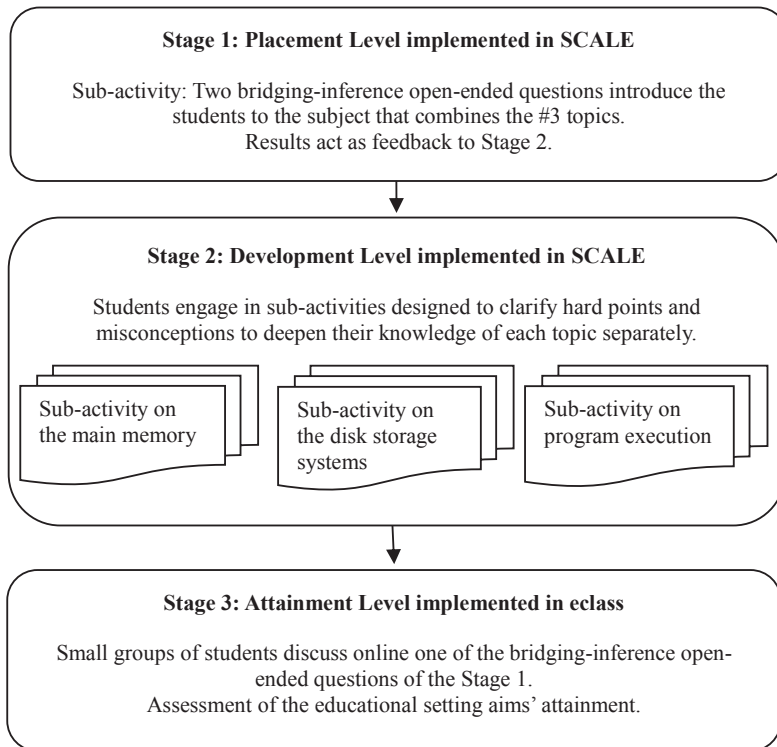 Stage 1: Placement Level implemented in SCALE
Sub-activity: Two bridging-inference open-ended questions introduce the
students to the subject that combines the #3 topics.
Results act as feedback to Stage 2.
Stage 2: Development Level implemented in SCALE
Students engage in sub-activities designed to clarify hard points and
misconceptions to deepen their knowledge of each topic separately.
Sub-activity on
the main memory
Sub-activity on
the disk storage
systems
Sub-activity on
program execution
Stage 3: Attainment Level implemented in eclass
Small groups of students discuss online one of the bridging-inference open-
ended questions of the Stage 1.
Assessment of the educational setting aims’ attainment.